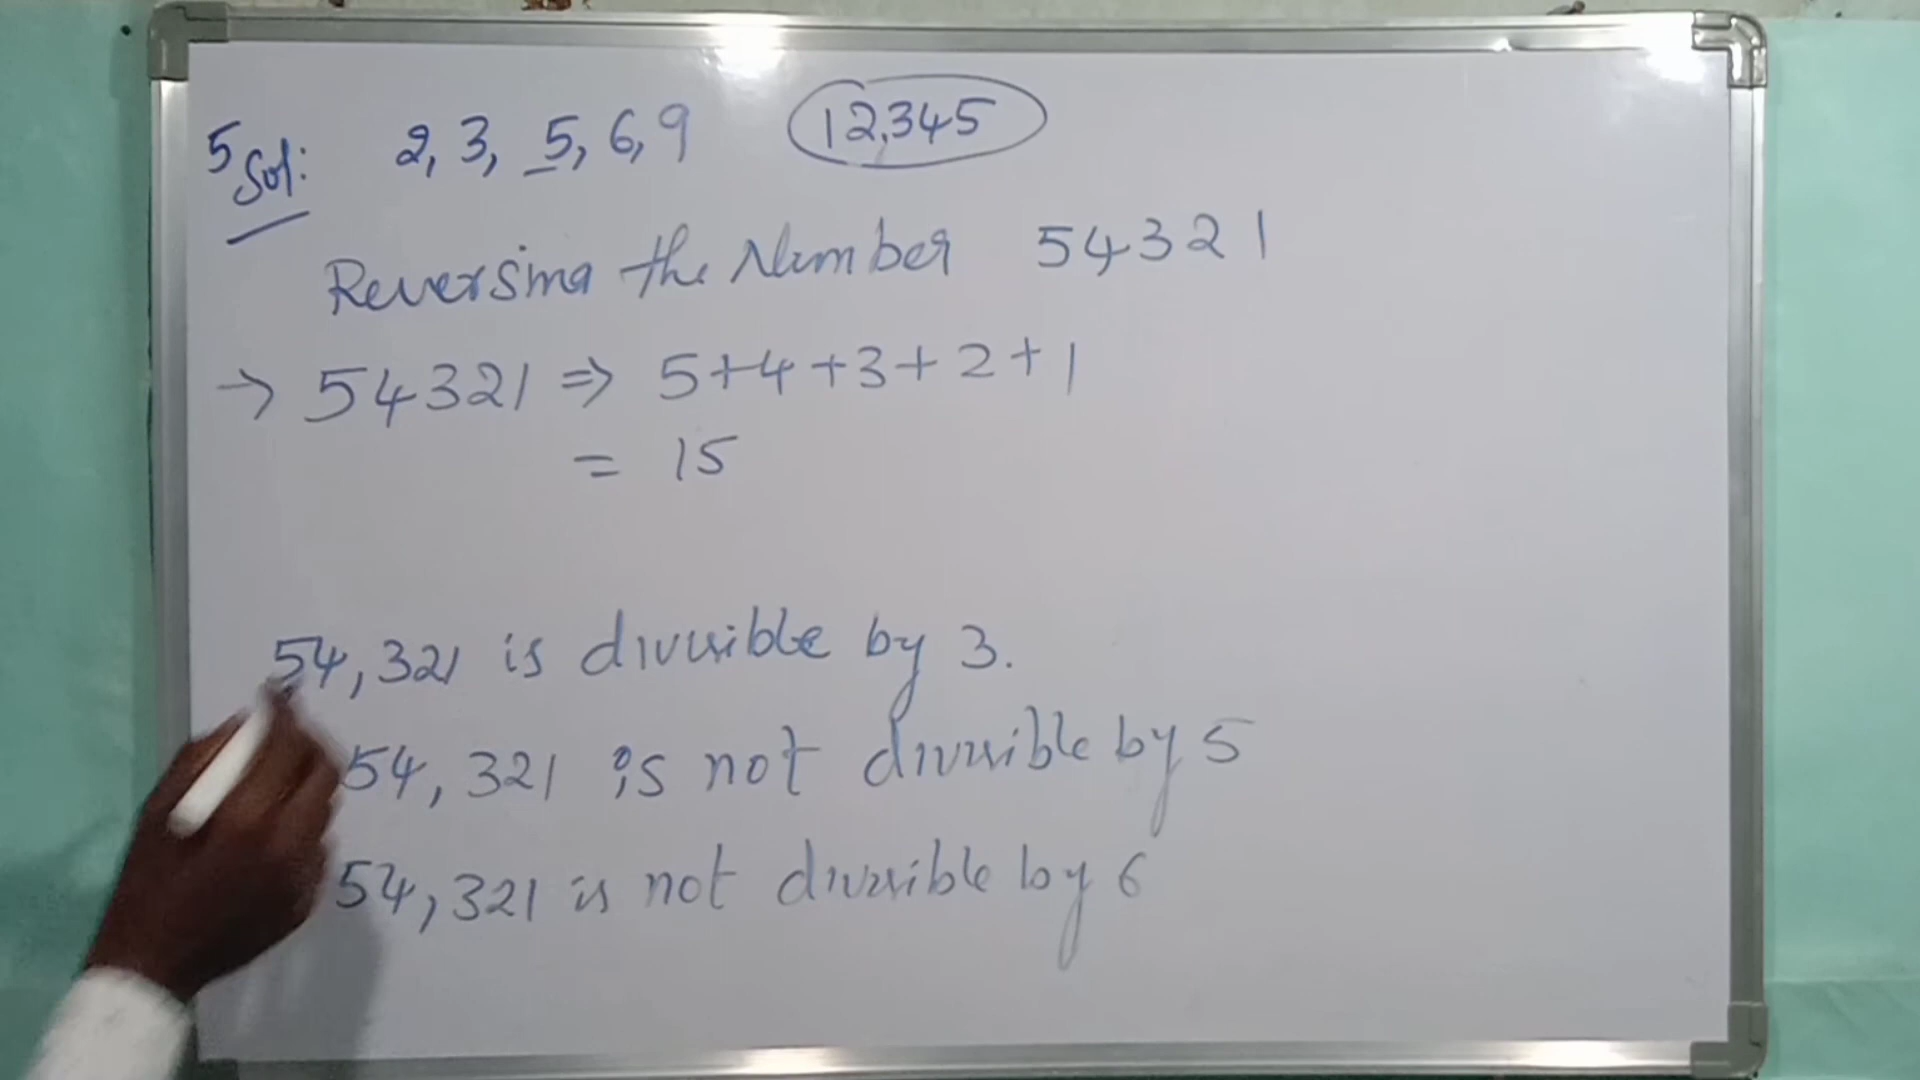 5 Sol: 2, 3, 5, 6, 9 12,345
Reversing the Number 54321
→ 54321 ⇒ 5+4+3+2+1
= 15
54,321 is divisible by 3.
54,321 is not divisible by 5
54,321 is not divisible by 6